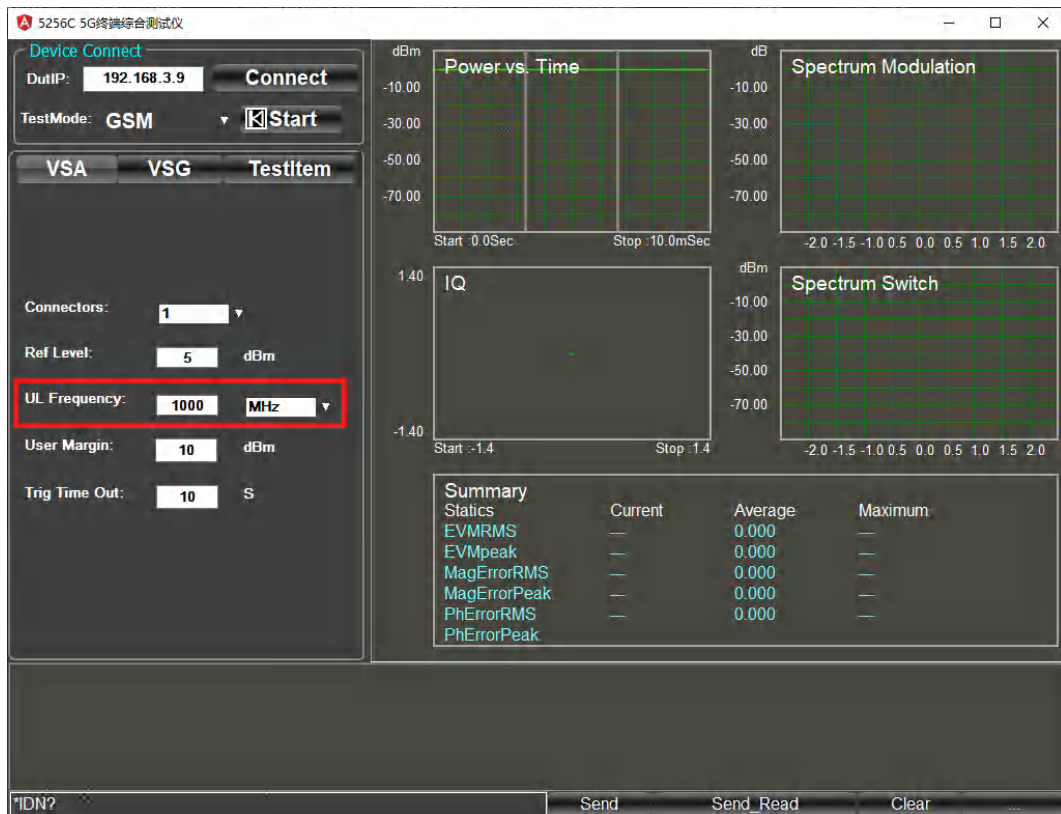 5256C 5G终端综合测试仪
Device Connect
DutIP: 192.168.3.9 Connect
TestMode: GSM Start
VSA VSG TestItem
Connectors: 1
Ref Level: 5 dBm
UL Frequency: 1000 MHz
User Margin: 10 dBm
Trig Time Out: 10 S
dBm
Power vs. Time
-10.00
-30.00
-50.00
-70.00
Start :0.0Sec Stop :10.0mSec
dB
Spectrum Modulation
-10.00
-30.00
-50.00
-70.00
-2.0 -1.5 -1.0 0.5 0.0 0.5 1.0 1.5 2.0
1.40
IQ
-1.40
Start :-1.4 Stop :1.4
dBm
Spectrum Switch
-10.00
-30.00
-50.00
-70.00
-2.0 -1.5 -1.0 0.5 0.0 0.5 1.0 1.5 2.0
Summary
Statics Current Average Maximum
EVMRMS — 0.000 —
EVMpeak — 0.000 —
MagErrorRMS — 0.000 —
MagErrorPeak — 0.000 —
PhErrorRMS — 0.000 —
PhErrorPeak
*IDN? Send Send_Read Clear ...